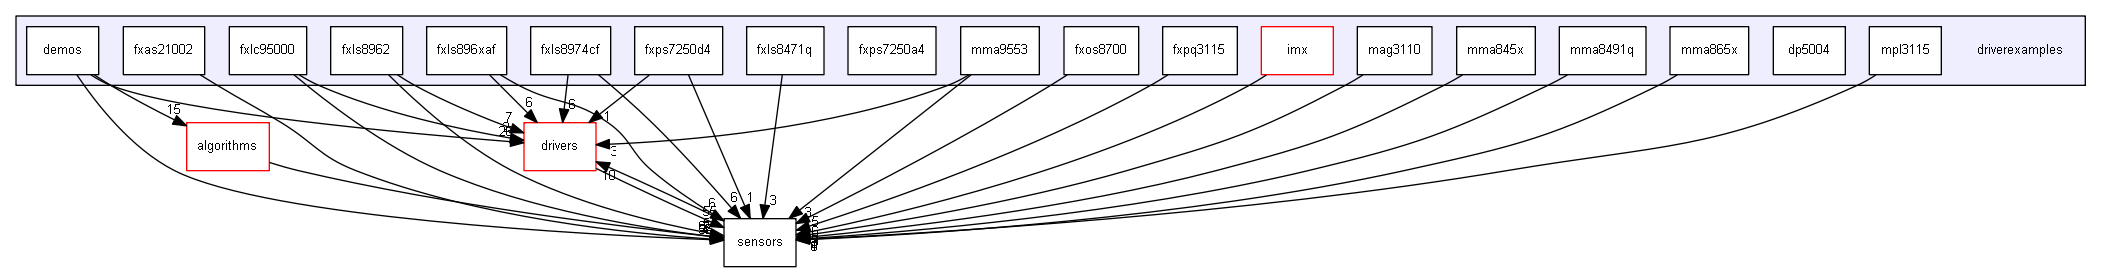 demos
fxas21002
fxlc95000
fxls8962
fxls896xaf
fxls8974cf
fxps7250d4
fxls8471q
fxps7250a4
mma9553
fxos8700
fxpq3115
imx
mag3110
mma845x
mma8491q
mma865x
dp5004
mpl3115
driverexamples
6
6
15
7
1
algorithms
drivers
10
6
6
1
3
3
5
sensors